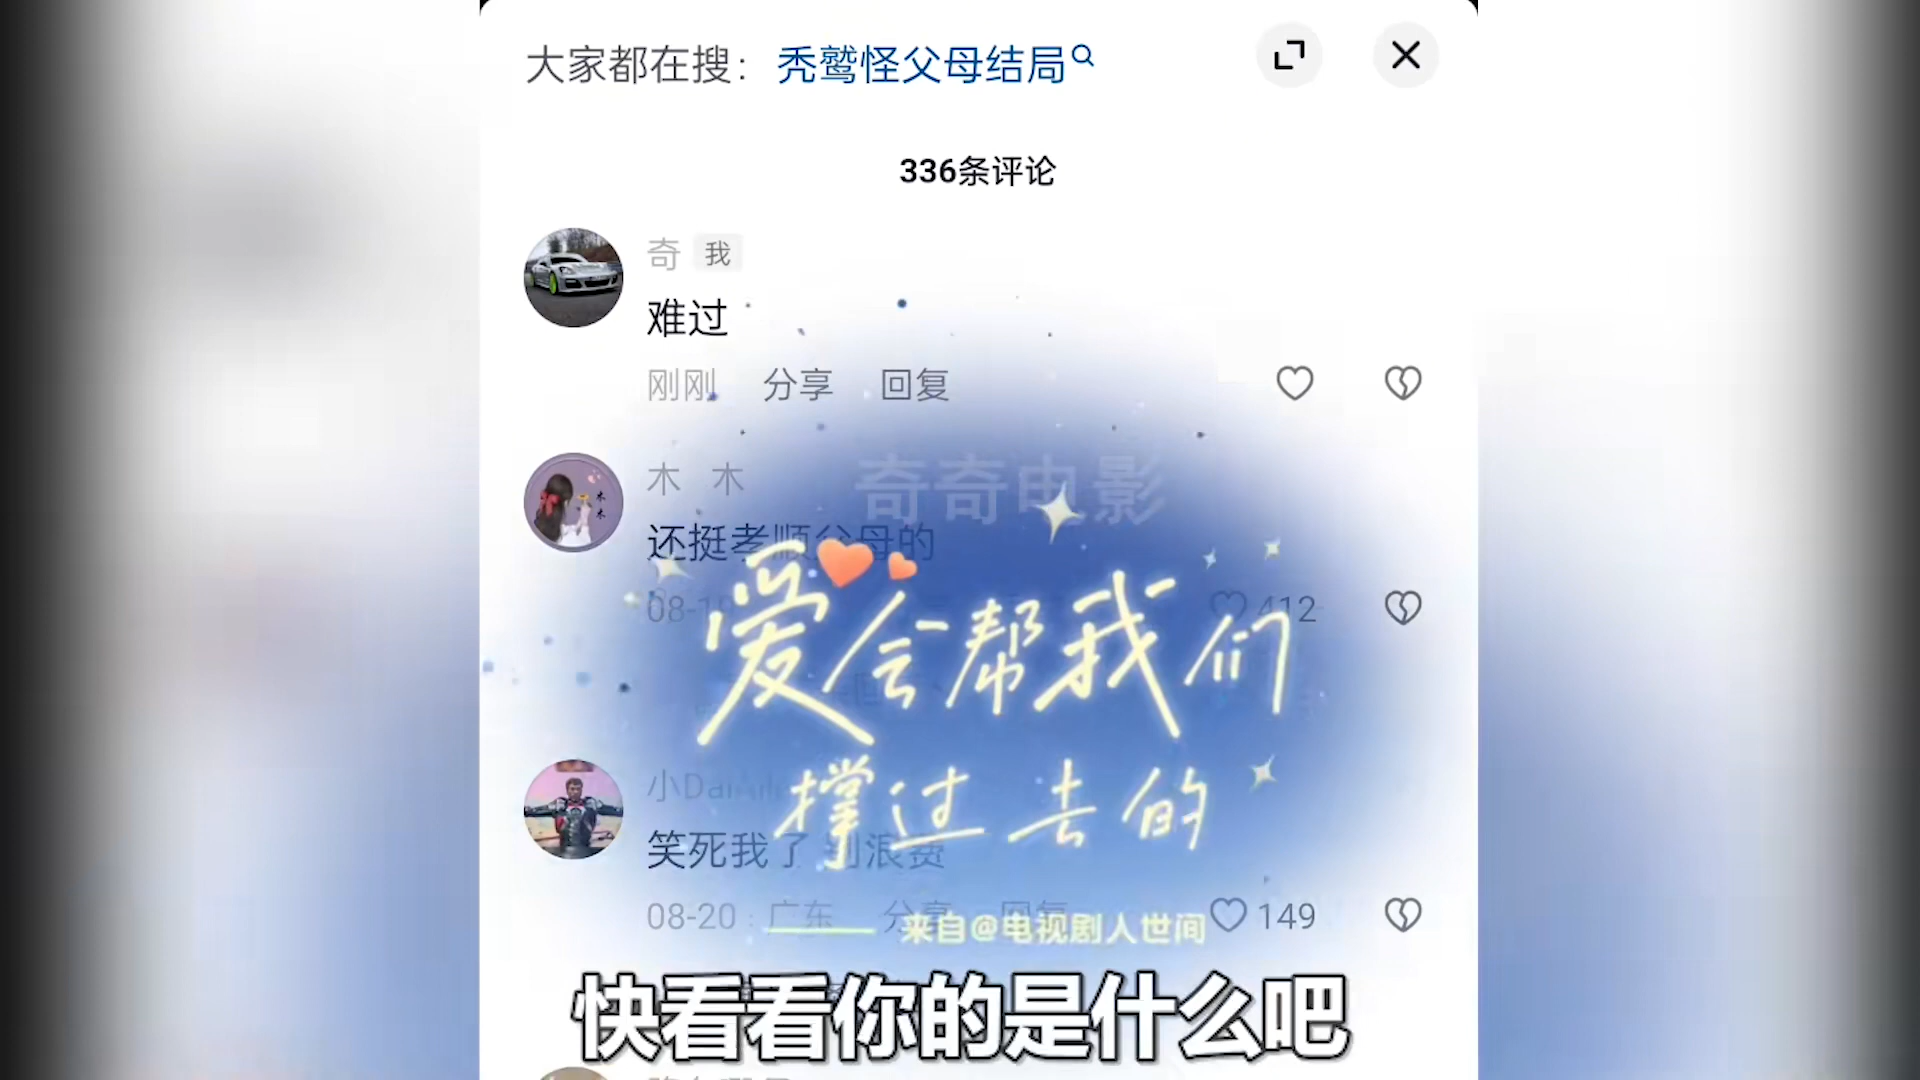 大家都在搜：秃鹫怪父母结局
336条评论
奇 我
难过
刚刚 分享 回复
木 木
奇奇电影
还挺孝顺父母的
412
爱会帮我们
撑过去的
笑死我了 别浪费
08-20 · 广东 分享 回复 149
来自@电视剧人世间
快看看你的是什么吧